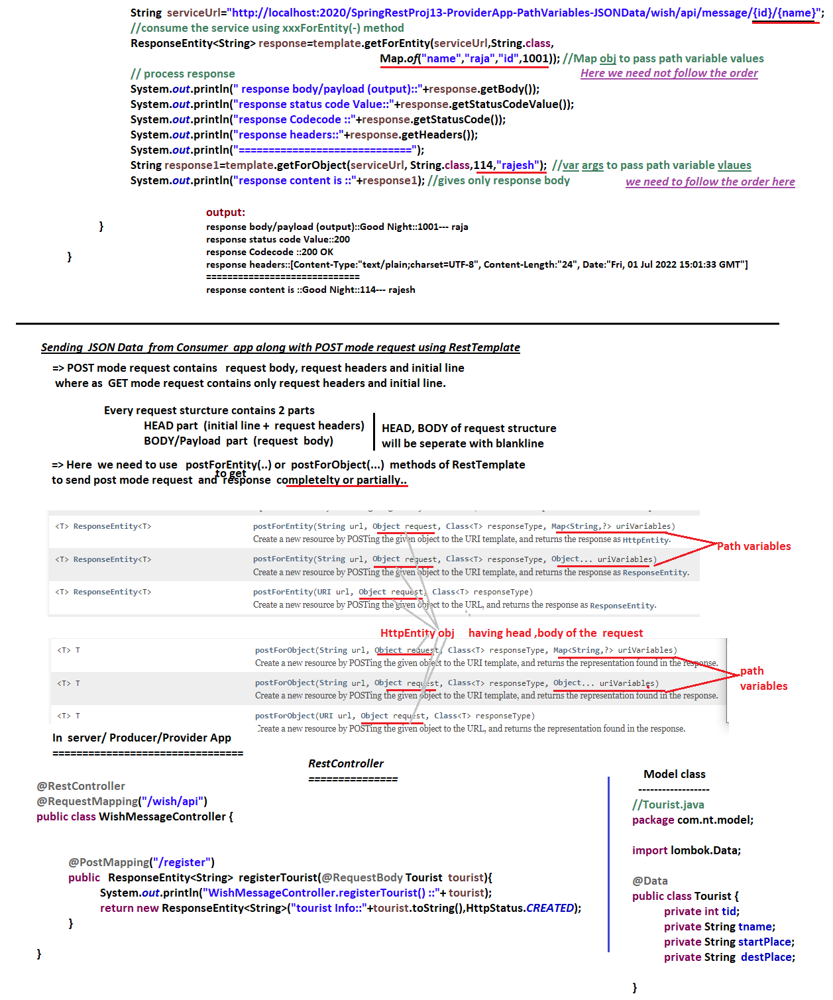 String serviceUrl="http://localhost:2020/SpringRestProj13-ProviderApp-PathVariables-JSONData/wish/api/message/{id}/{name}";
//consume the service using xxxForEntity(-) method
ResponseEntity<String> response=template.getForEntity(serviceUrl,String.class,
Map.of("name","raja","id",1001)); //Map obj to pass path variable values
// process response Here we need not follow the order
System.out.println(" response body/payload (output)::"+response.getBody());
System.out.println("response status code Value::"+response.getStatusCodeValue());
System.out.println("response Codecode ::"+response.getStatusCode());
System.out.println("response headers::"+response.getHeaders());
System.out.println("=============================");
String response1=template.getForObject(serviceUrl, String.class,114,"rajesh"); //var args to pass path variable vlaues
System.out.println("response content is ::"+response1); //gives only response body we need to follow the order here
output:
} response body/payload (output)::Good Night::1001--- raja
response status code Value::200
} response Codecode ::200 OK
response headers::[Content-Type:"text/plain;charset=UTF-8", Content-Length:"24", Date:"Fri, 01 Jul 2022 15:01:33 GMT"]
=============================
response content is ::Good Night::114--- rajesh
Sending JSON Data from Consumer app along with POST mode request using RestTemplate
=> POST mode request contains request body, request headers and initial line
where as GET mode request contains only request headers and initial line.
Every request sturcture contains 2 parts
HEAD part (initial line + request headers)
BODY/Payload part (request body)
HEAD, BODY of request structure
will be seperate with blankline
=> Here we need to use postForEntity(..) or postForObject(...) methods of RestTemplate
to get
to send post mode request and response completelty or partially..
<T> ResponseEntity<T> postForEntity(String url, Object request, Class<T> responseType, Map<String,?> uriVariables)
Create a new resource by POSTing the given object to the URI template, and returns the response as HttpEntity.
Path variables
<T> ResponseEntity<T> postForEntity(String url, Object request, Class<T> responseType, Object... uriVariables)
Create a new resource by POSTing the given object to the URI template, and returns the response as ResponseEntity.
<T> ResponseEntity<T> postForEntity(URI url, Object request, Class<T> responseType)
Create a new resource by POSTing the given object to the URL, and returns the response as ResponseEntity.
HttpEntity obj having head ,body of the request
<T> T postForObject(String url, Object request, Class<T> responseType, Map<String,?> uriVariables)
Create a new resource by POSTing the given object to the URI template, and returns the representation found in the response.
path
variables
<T> T postForObject(String url, Object request, Class<T> responseType, Object... uriVariables)
Create a new resource by POSTing the given object to the URI template, and returns the representation found in the response.
<T> T postForObject(URI url, Object request, Class<T> responseType)
Create a new resource by POSTing the given object to the URL, and returns the representation found in the response.
In server/ Producer/Provider App
================================
RestController
===============
@RestController
@RequestMapping("/wish/api")
public class WishMessageController {
@PostMapping("/register")
public ResponseEntity<String> registerTourist(@RequestBody Tourist tourist){
System.out.println("WishMessageController.registerTourist() ::"+ tourist);
return new ResponseEntity<String>("tourist Info::"+tourist.toString(),HttpStatus.CREATED);
}
}
Model class
------------------
//Tourist.java
package com.nt.model;
import lombok.Data;
@Data
public class Tourist {
private int tid;
private String tname;
private String startPlace;
private String destPlace;
}